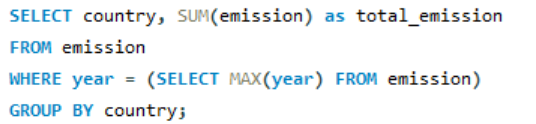 SELECT country, SUM(emission) as total_emission
FROM emission
WHERE year = (SELECT MAX(year) FROM emission)
GROUP BY country;